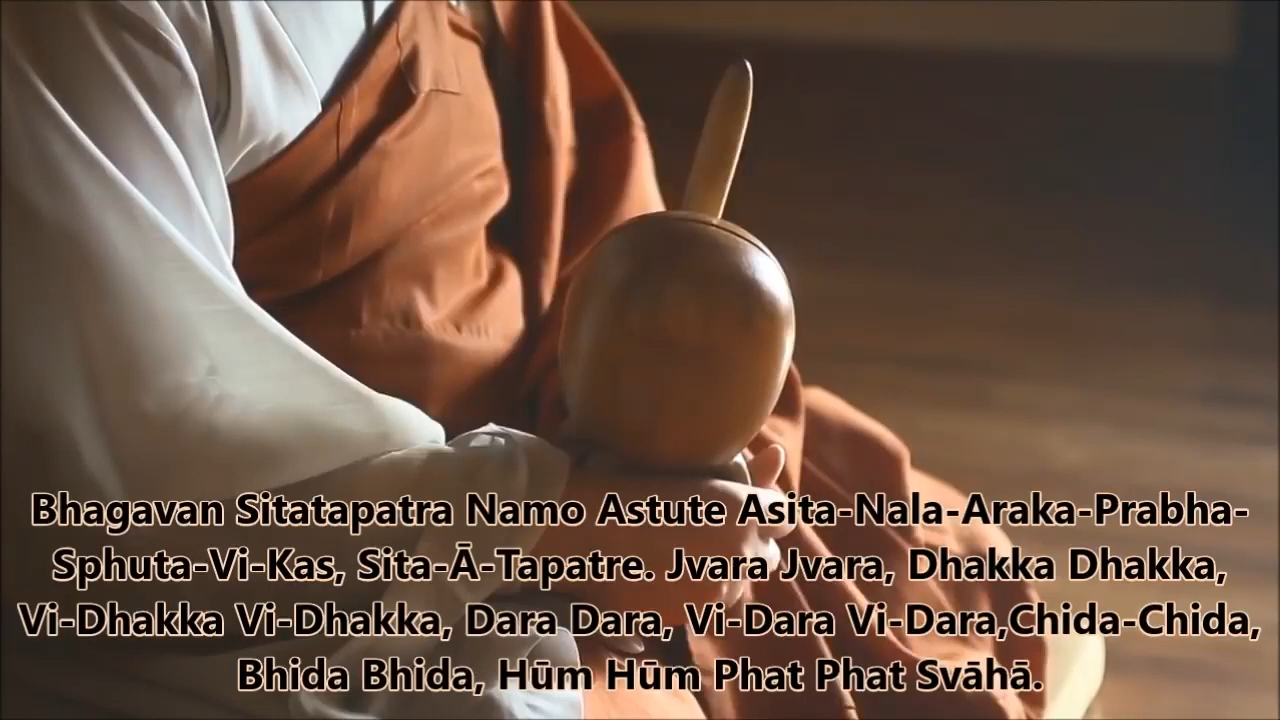 Bhagavan Sitatapatra Namo Astute Asita-Nala-Araka-Prabha-
Sphuta-Vi-Kas, Sita-Ā-Tapatre. Jvara Jvara, Dhakka Dhakka,
Vi-Dhakka Vi-Dhakka, Dara Dara, Vi-Dara Vi-Dara,Chida-Chida,
Bhida Bhida, Hūm Hūm Phat Phat Svāhā.